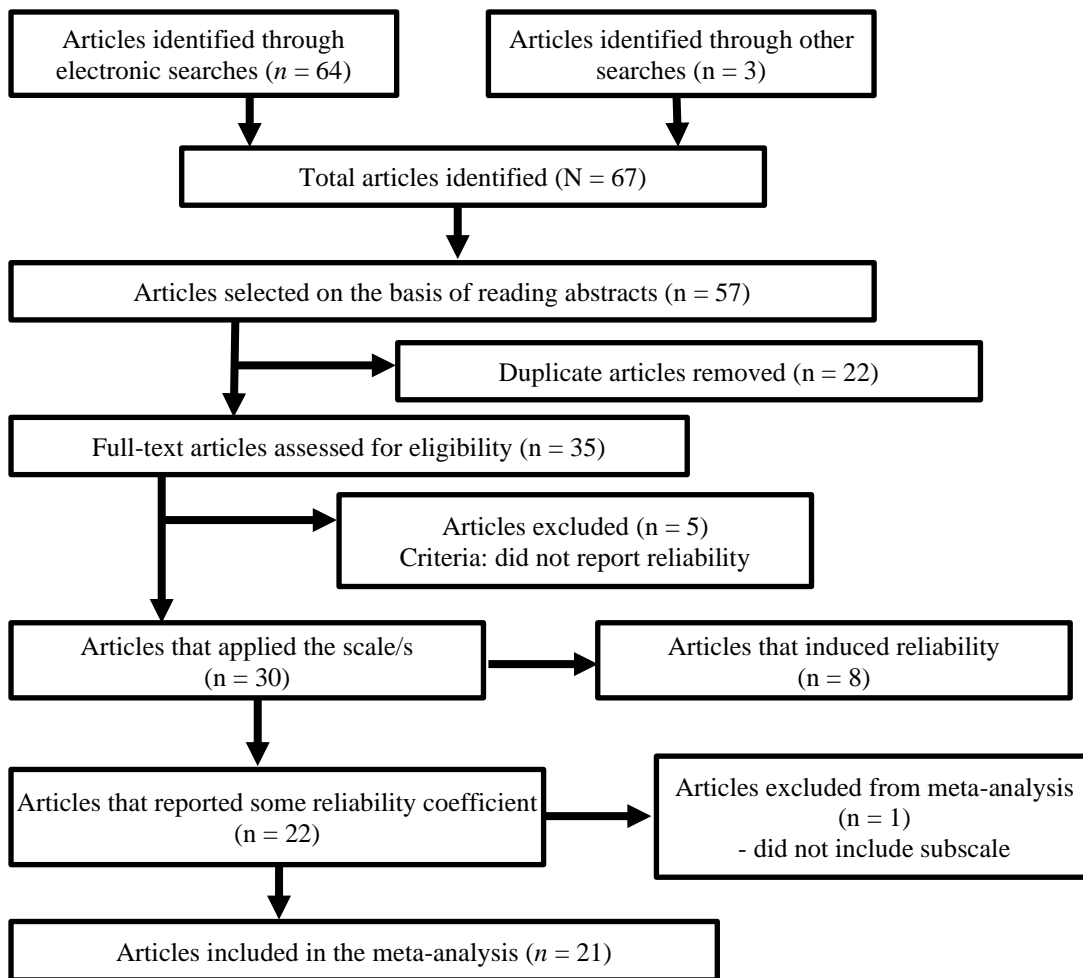 Articles identified through
electronic searches (n = 64)
Articles identified through other
searches (n = 3)
Total articles identified (N = 67)
Articles selected on the basis of reading abstracts (n = 57)
Duplicate articles removed (n = 22)
Full-text articles assessed for eligibility (n = 35)
Articles excluded (n = 5)
Criteria: did not report reliability
Articles that applied the scale/s
(n = 30)
Articles that induced reliability
(n = 8)
Articles that reported some reliability coefficient
(n = 22)
Articles excluded from meta-analysis
(n = 1)
- did not include subscale
Articles included in the meta-analysis (n = 21)